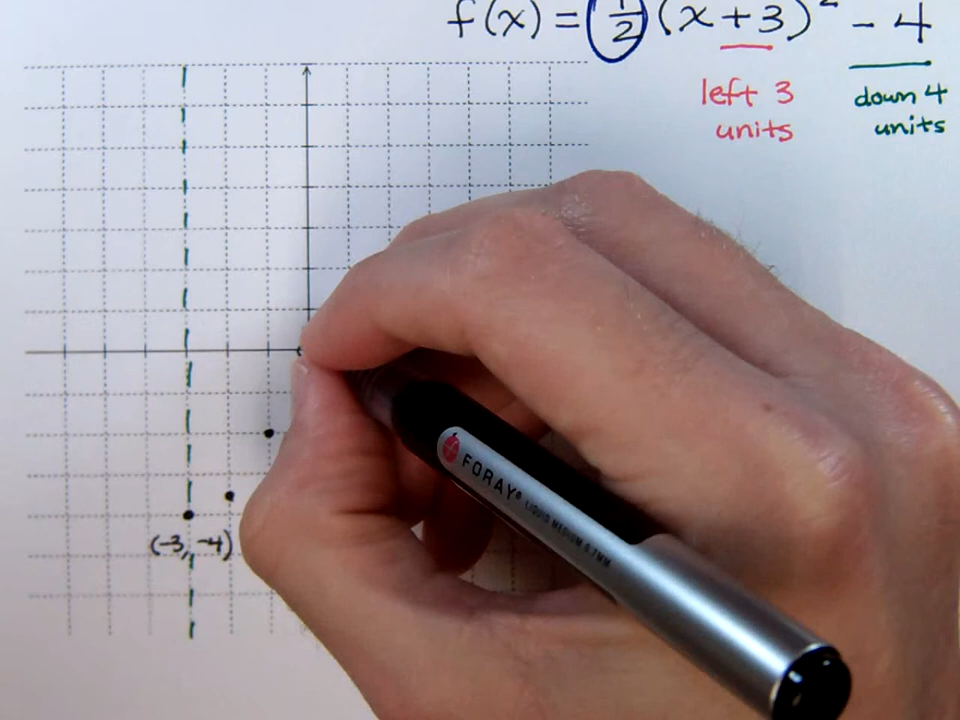 f(x) = 1/2 (x + 3)² - 4
left 3 down 4
units units
(-3, -4)
FORAY® LIQUID MEDIUM 0.7MM